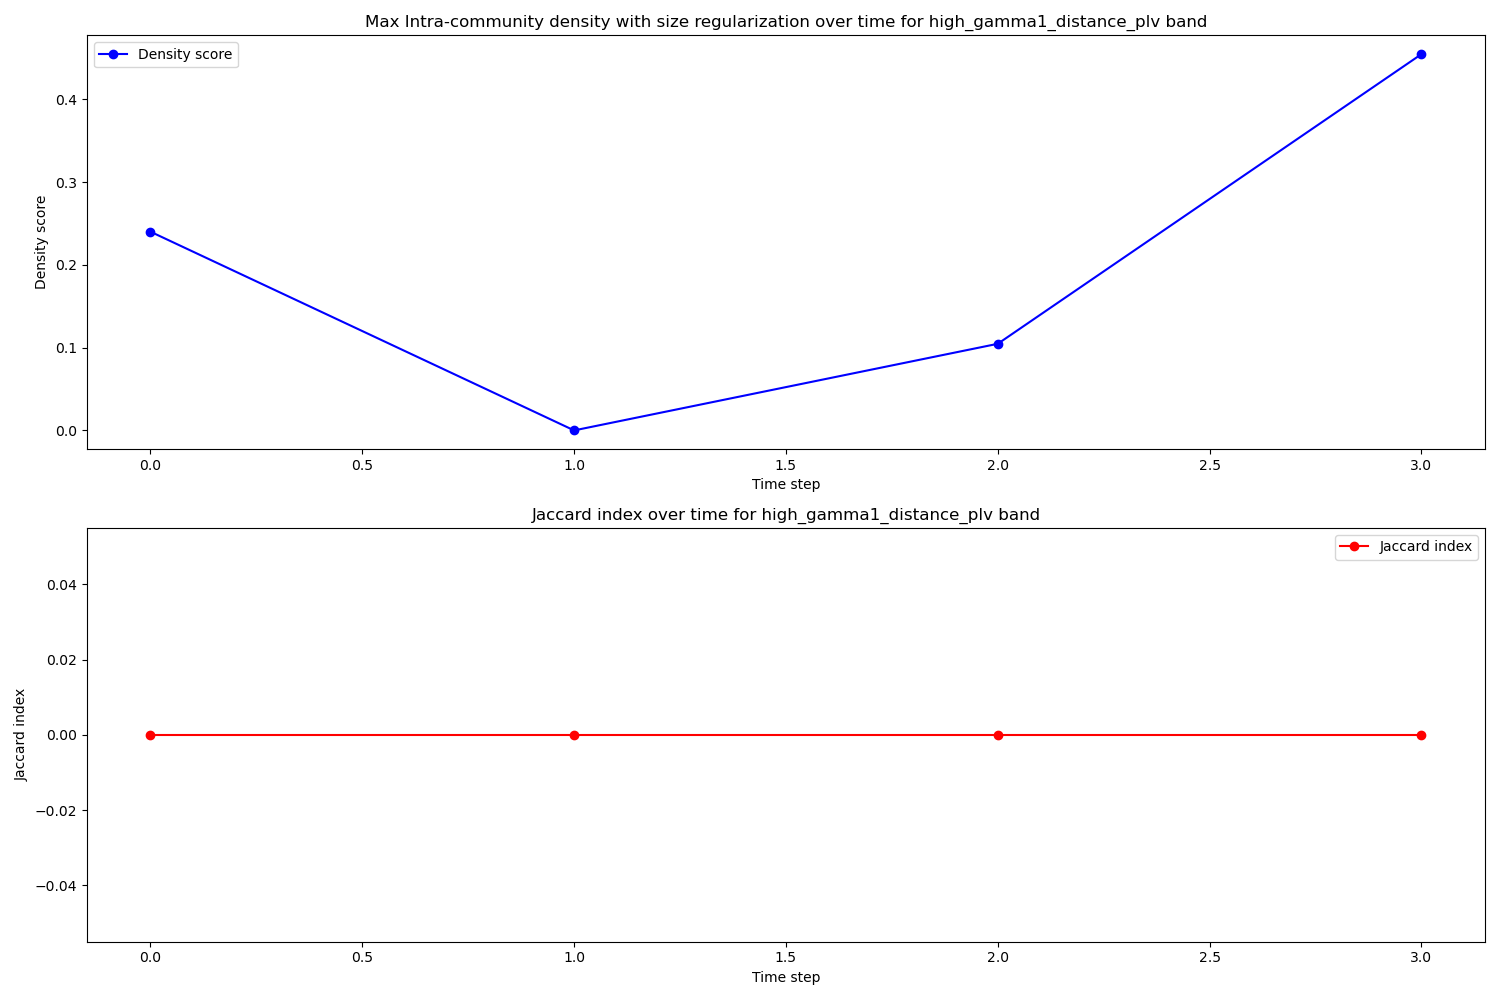 Max Intra-community density with size regularization over time for high_gamma1_distance_plv band
Density score
Density score
0.4
0.3
0.2
0.1
0.0
0.0 0.5 1.0 1.5 2.0 2.5 3.0
Time step
Jaccard index over time for high_gamma1_distance_plv band
Jaccard index
Jaccard index
0.04
0.02
0.00
−0.02
−0.04
0.0 0.5 1.0 1.5 2.0 2.5 3.0
Time step